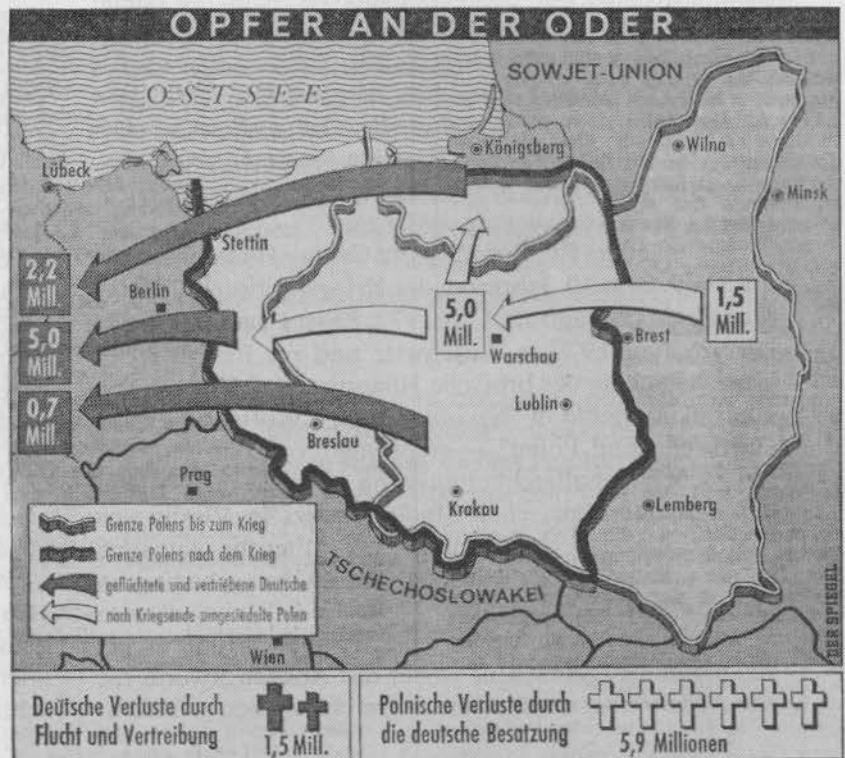 OPFER AN DER ODER
OSTSEE
SOWJET-UNION
Königsberg
Wilna
Lübeck
Minsk
Stettin
2,2
Mill.
Berlin
5,0
Mill.
1,5
Mill.
5,0
Mill.
Warschau
Brest
0,7
Mill.
Lublin
Breslau
Prag
Krakau
Lemberg
Grenze Polens bis zum Krieg
Grenze Polens nach dem Krieg
geflüchtete und vertriebene Deutsche
nach Kriegsende umgesiedelte Polen
TSCHECHOSLOWAKEI
Wien
DER SPIEGEL
Deutsche Verluste durch
Flucht und Vertreibung
1,5 Mill.
Polnische Verluste durch
die deutsche Besatzung
5,9 Millionen